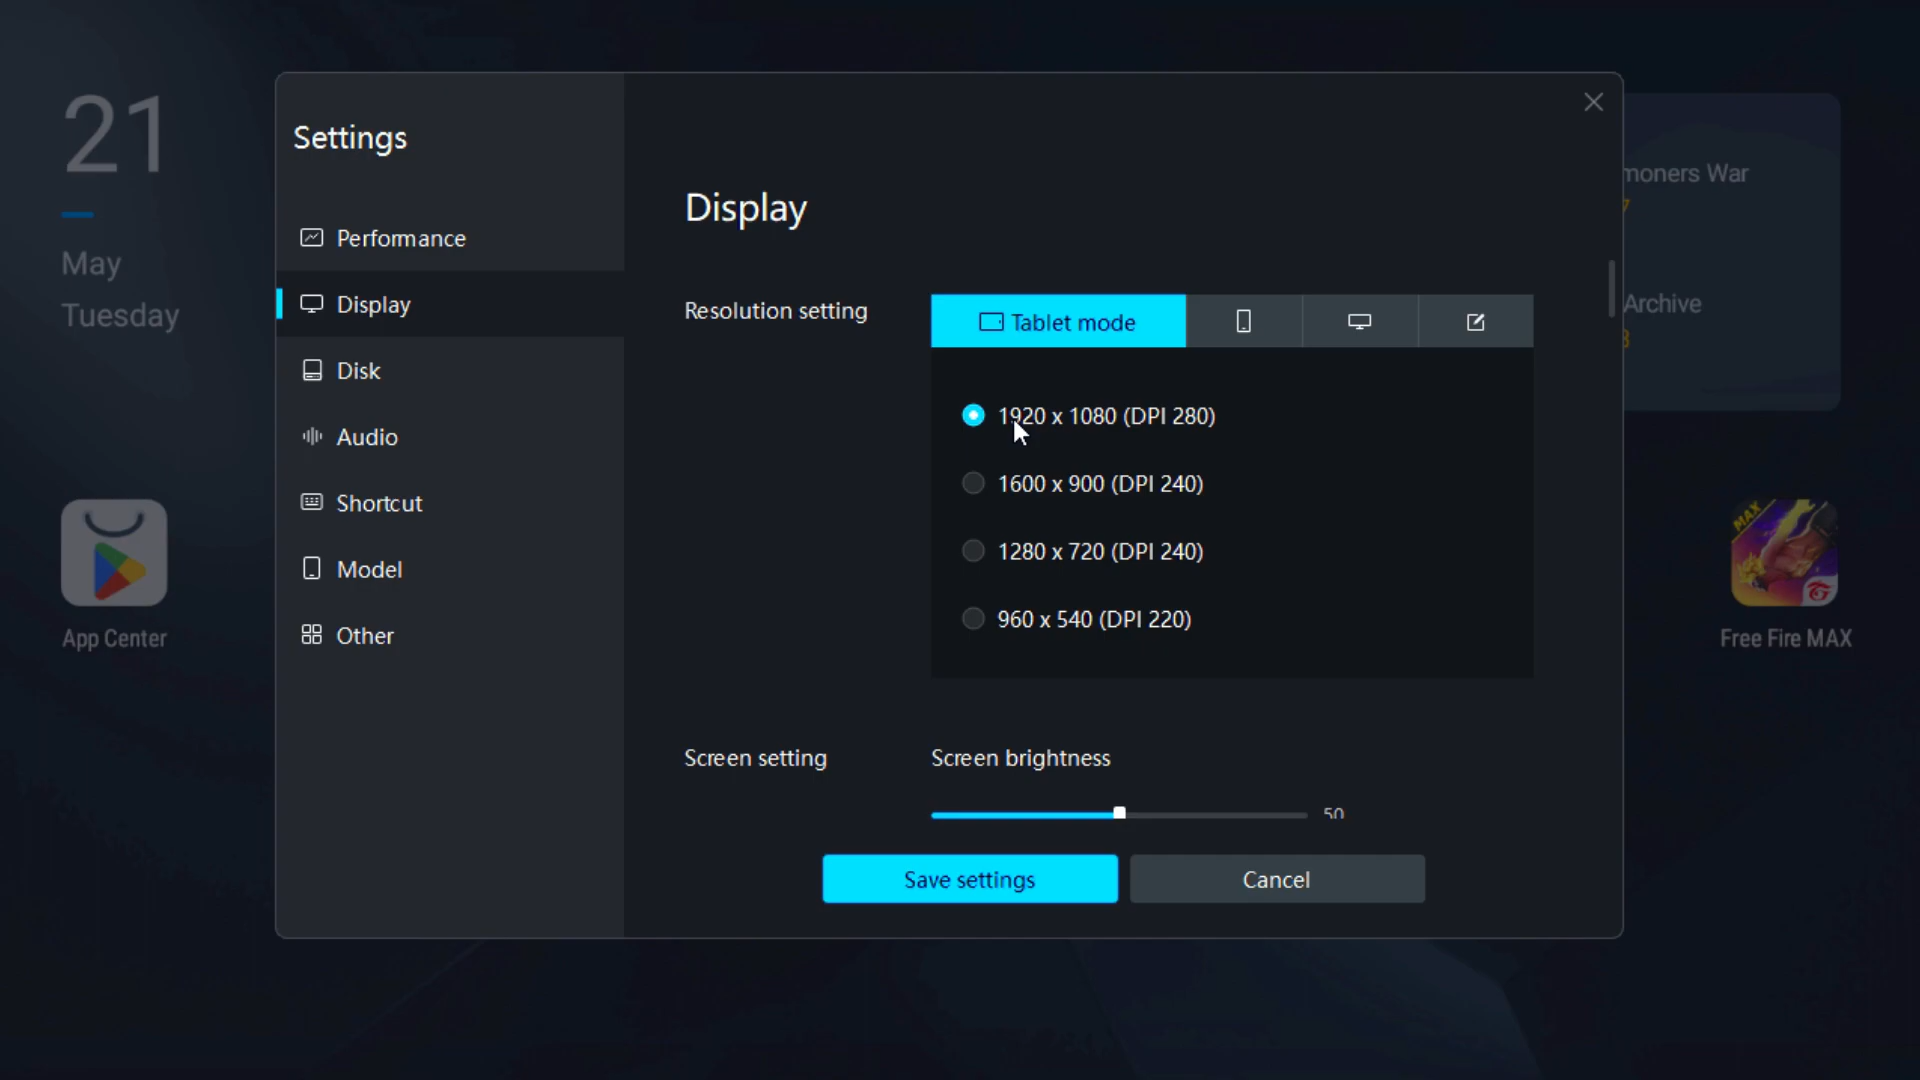 21
May
Tuesday
App Center
Settings
Performance
Display
Disk
Audio
Shortcut
Model
Other
Display
Resolution setting
Tablet mode
1920 x 1080 (DPI 280)
1600 x 900 (DPI 240)
1280 x 720 (DPI 240)
960 x 540 (DPI 220)
Screen setting
Screen brightness
50
Save settings
Cancel
moners War
Archive
MAX
Free Fire MAX